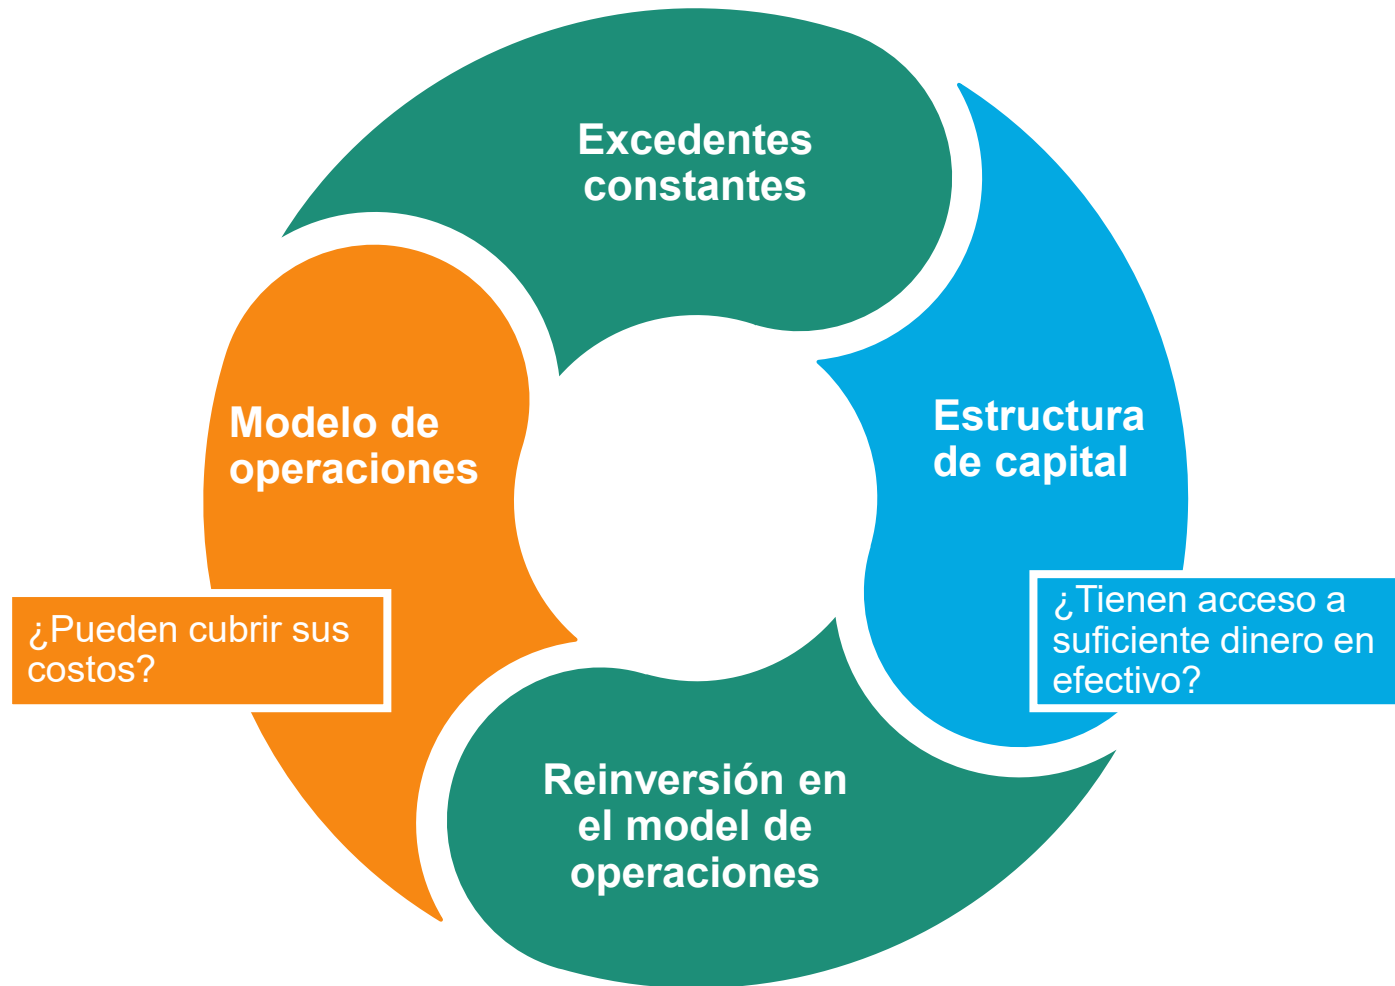 Excedentes
constantes
Modelo de
operaciones
Estructura
de capital
¿Pueden cubrir sus
costos?
¿Tienen acceso a
suficiente dinero en
efectivo?
Reinversión en
el model de
operaciones